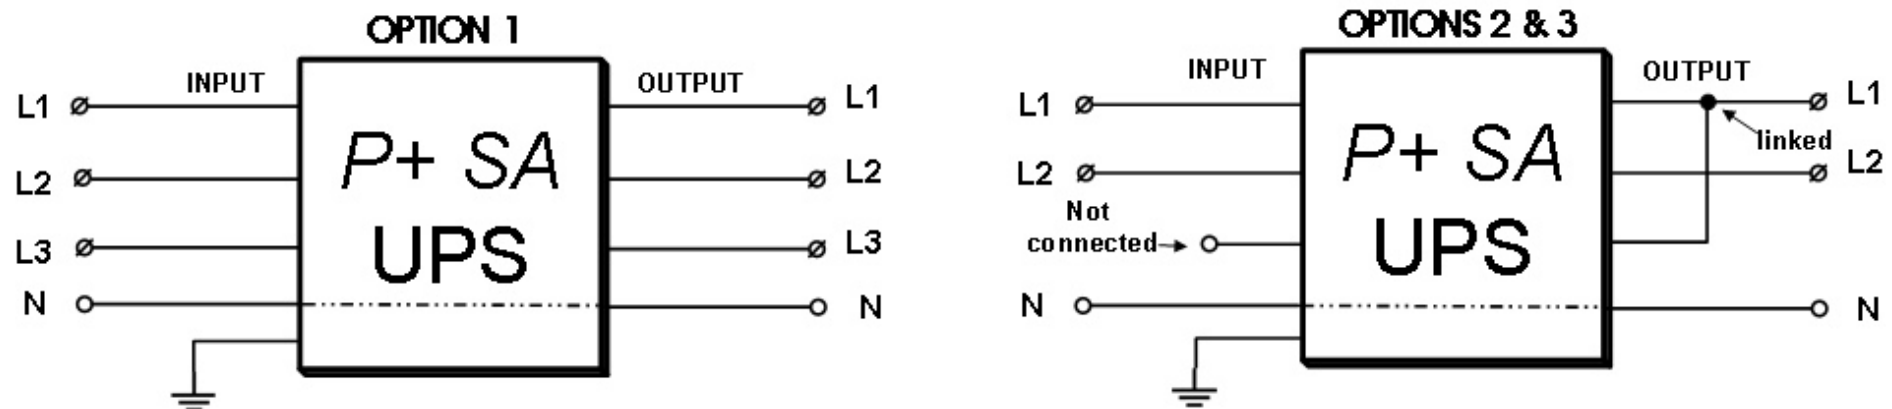 OPTION 1
INPUT
OUTPUT
L1
L1
L2
L2
L3
L3
N
N
P+ SA
UPS
OPTIONS 2 & 3
INPUT
OUTPUT
L1
L1
linked
L2
L2
Not
connected
N
N
P+ SA
UPS